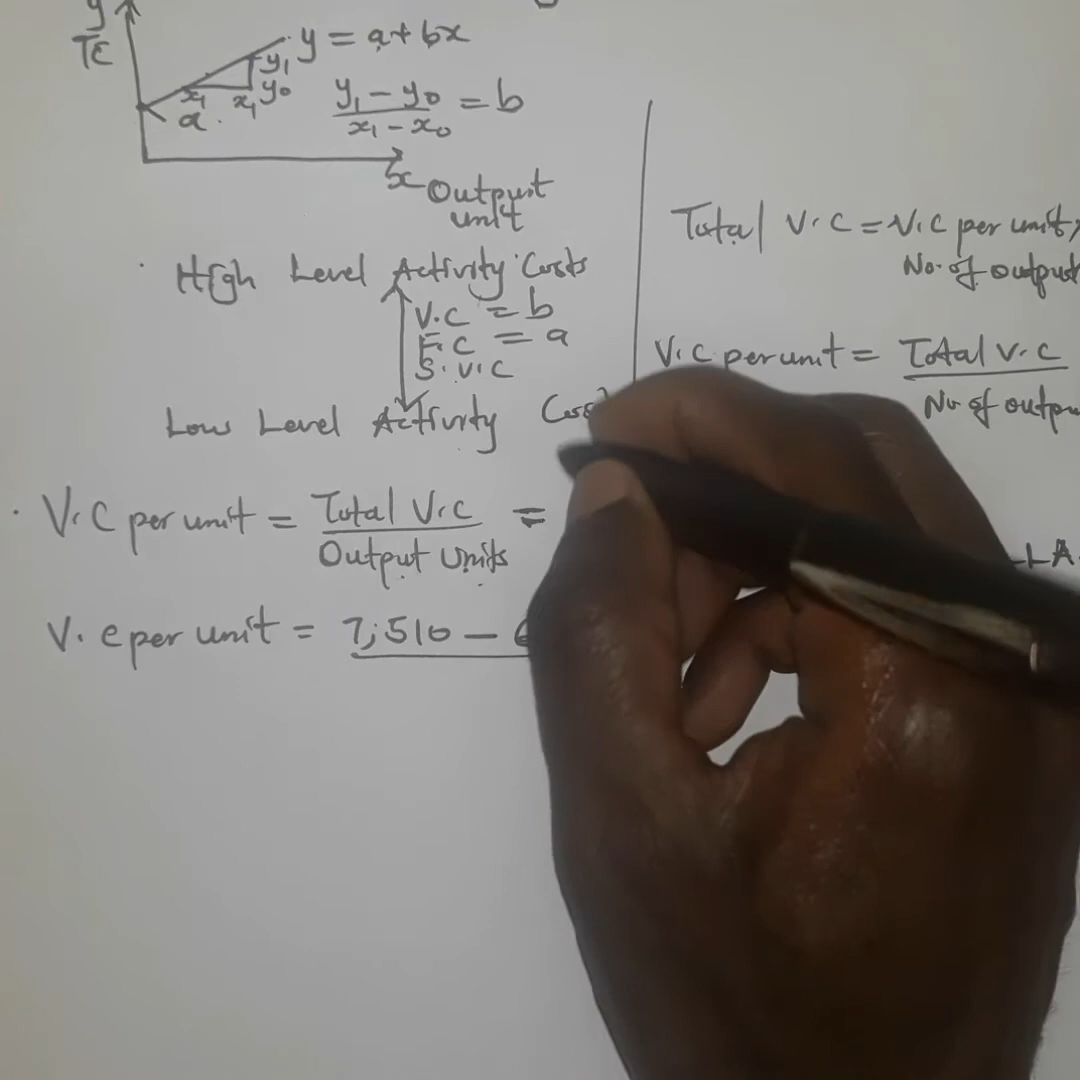 y
TC
y = a + bx
y1
x1 x1 y0
a
y1 - y0 = b
x1 - x0
x Output
unit
High Level Activity Costs
V.C = b
F.C = a
S.V.C
Low Level Activity
V.C per unit = Total V.C =
Output Units
V.C per unit = 7,510 -
Total V.C = V.C per unit
No. of output
V.C per unit = Total V.C
No of output